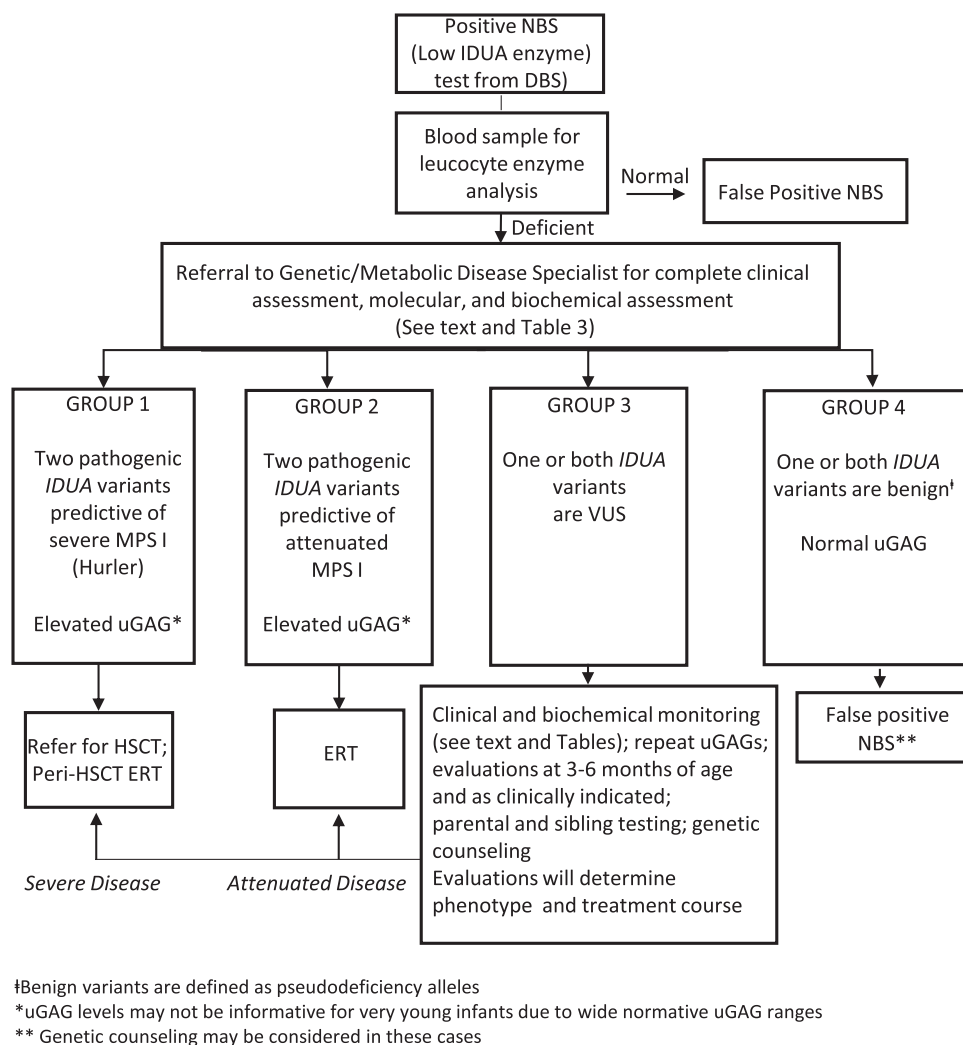 Positive NBS
(Low IDUA enzyme)
test from DBS)
Blood sample for
leucocyte enzyme
analysis
Normal
False Positive NBS
Deficient
Referral to Genetic/Metabolic Disease Specialist for complete clinical
assessment, molecular, and biochemical assessment
(See text and Table 3)
GROUP 1
Two pathogenic
IDUA variants
predictive of
severe MPS I
(Hurler)
Elevated uGAG*
GROUP 2
Two pathogenic
IDUA variants
predictive of
attenuated
MPS I
Elevated uGAG*
GROUP 3
One or both IDUA
variants
are VUS
GROUP 4
One or both IDUA
variants are benignƚ
Normal uGAG
Refer for HSCT;
Peri-HSCT ERT
ERT
Clinical and biochemical monitoring
(see text and Tables); repeat uGAGs;
evaluations at 3-6 months of age
and as clinically indicated;
parental and sibling testing; genetic
counseling
Evaluations will determine
phenotype and treatment course
False positive
NBS**
Severe Disease
Attenuated Disease
ƚBenign variants are defined as pseudodeficiency alleles
*uGAG levels may not be informative for very young infants due to wide normative uGAG ranges
** Genetic counseling may be considered in these cases